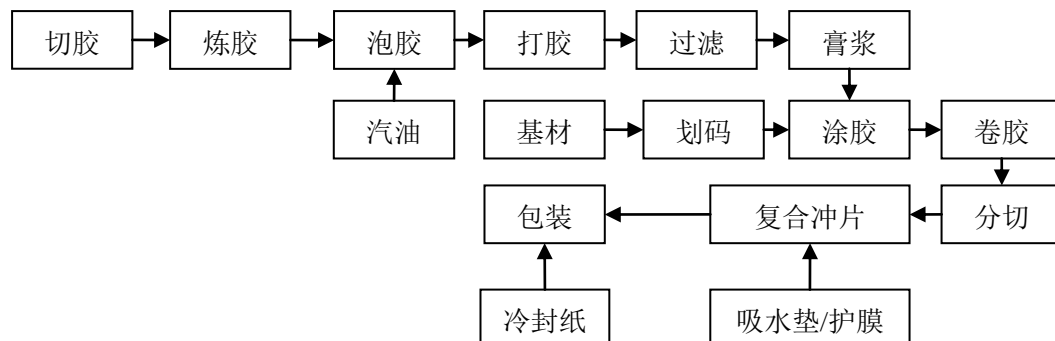 切胶 炼胶 泡胶 打胶 过滤 膏浆
汽油 基材 划码 涂胶 卷胶
包装 复合冲片 分切
冷封纸 吸水垫/护膜